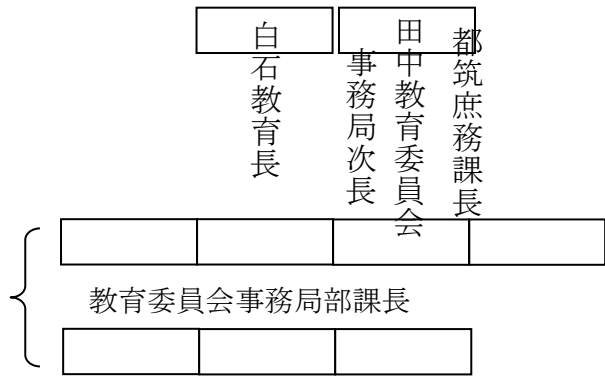 白石教育長
田中教育委員会
事務局次長
都筑庶務課長
教育委員会事務局部課長